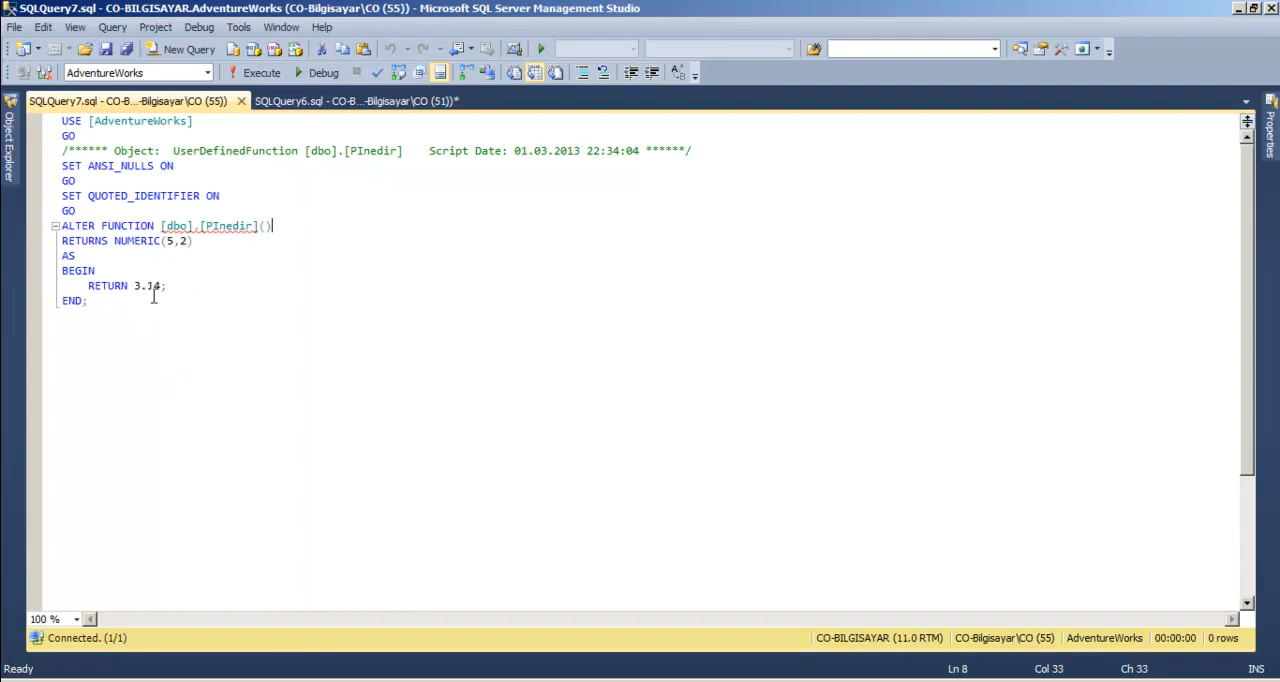 SQLQuery7.sql - CO-BILGISAYAR.AdventureWorks (CO-Bilgisayar\CO (55)) - Microsoft SQL Server Management Studio
File Edit View Query Project Debug Tools Window Help
New Query
AdventureWorks Execute Debug
SQLQuery7.sql - CO-B...-Bilgisayar\CO (55)) SQLQuery6.sql - CO-B...-Bilgisayar\CO (51))*
Object Explorer
Properties
USE [AdventureWorks]
GO
/****** Object:  UserDefinedFunction [dbo].[PInedir]    Script Date: 01.03.2013 22:34:04 ******/
SET ANSI_NULLS ON
GO
SET QUOTED_IDENTIFIER ON
GO
ALTER FUNCTION [dbo].[PInedir]()
RETURNS NUMERIC(5,2)
AS
BEGIN
    RETURN 3.14;
END;
100 %
Connected. (1/1) CO-BILGISAYAR (11.0 RTM) CO-Bilgisayar\CO (55) AdventureWorks 00:00:00 0 rows
Ready Ln 8 Col 33 Ch 33 INS